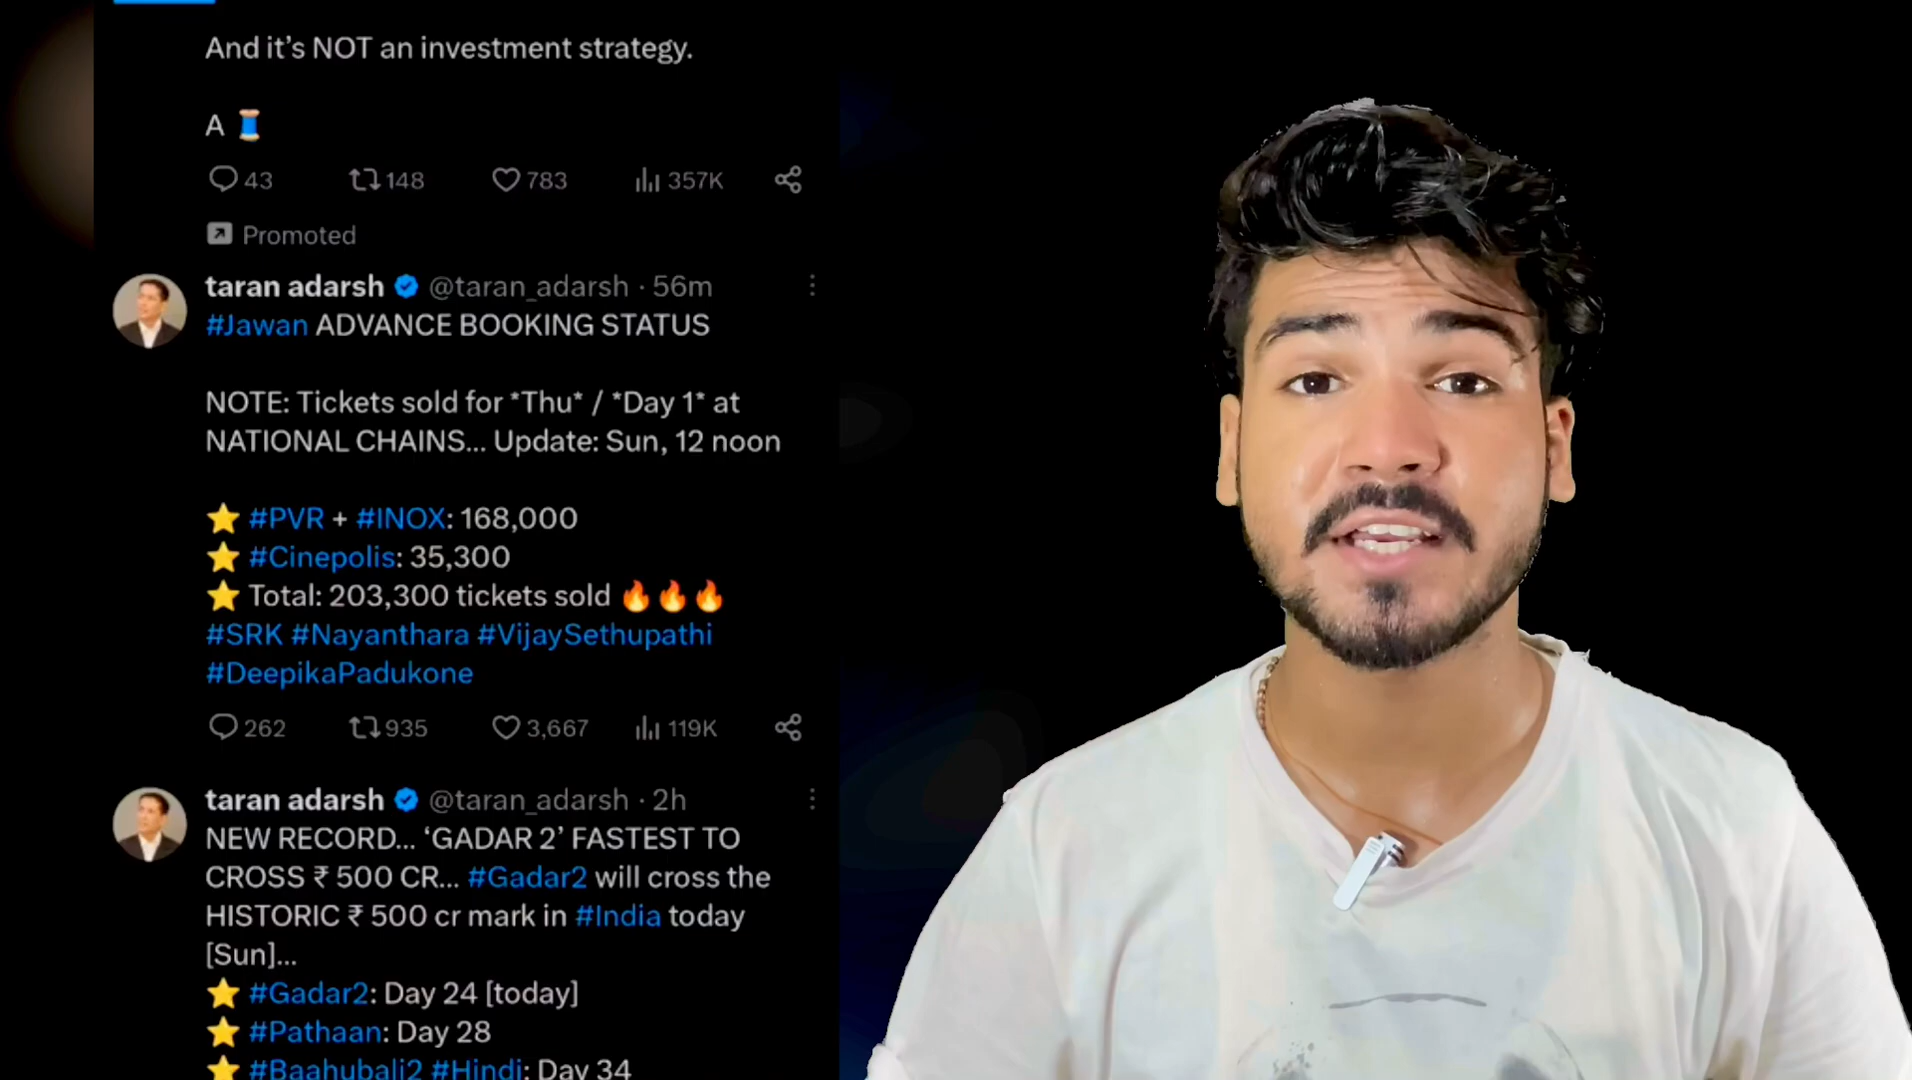 And it’s NOT an investment strategy.
A 🧵
43 148 783 357K
Promoted
taran adarsh @taran_adarsh · 56m
#Jawan ADVANCE BOOKING STATUS
NOTE: Tickets sold for *Thu* / *Day 1* at
NATIONAL CHAINS... Update: Sun, 12 noon
⭐ #PVR + #INOX: 168,000
⭐ #Cinepolis: 35,300
⭐ Total: 203,300 tickets sold 🔥🔥🔥
#SRK #Nayanthara #VijaySethupathi
#DeepikaPadukone
262 935 3,667 119K
taran adarsh @taran_adarsh · 2h
NEW RECORD... ‘GADAR 2’ FASTEST TO
CROSS ₹ 500 CR... #Gadar2 will cross the
HISTORIC ₹ 500 cr mark in #India today
[Sun]...
⭐ #Gadar2: Day 24 [today]
⭐ #Pathaan: Day 28
⭐ #Baahubali2 #Hindi: Day 34